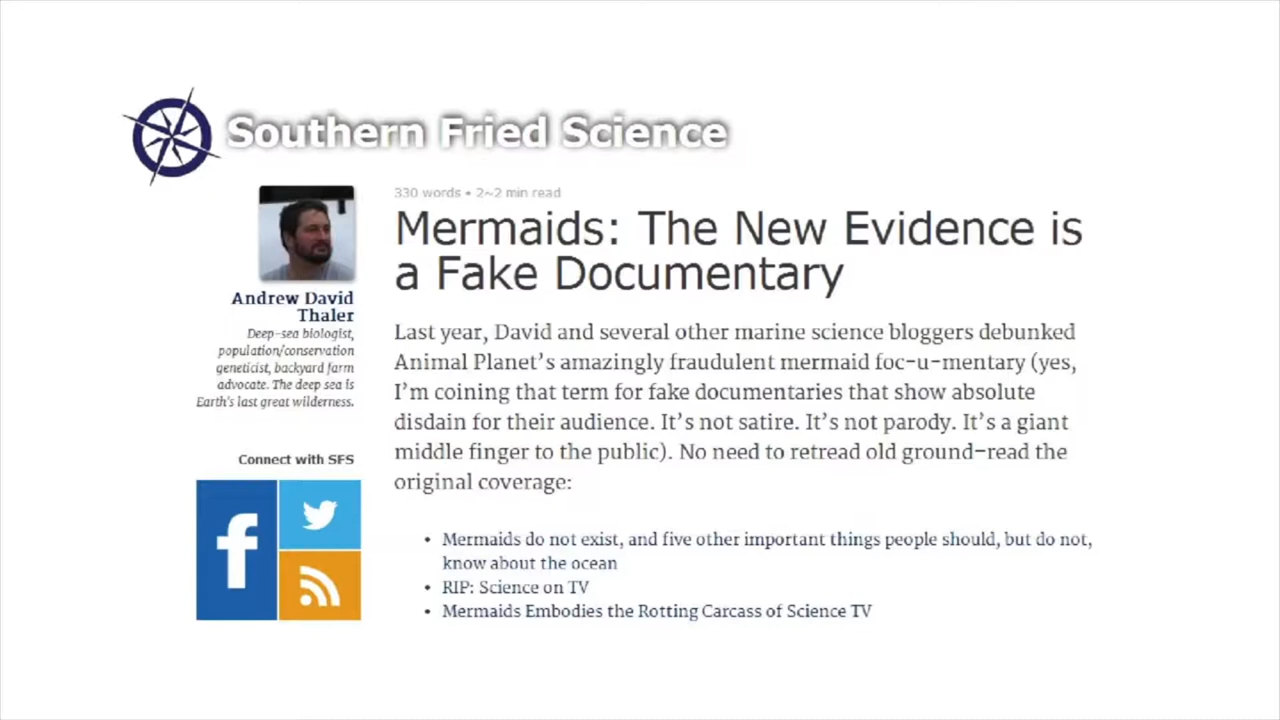 Southern Fried Science
Andrew David
Thaler
Deep-sea biologist,
population/conservation
geneticist, backyard farm
advocate. The deep sea is
Earth's last great wilderness.
Connect with SFS
f
330 words • 2~2 min read
Mermaids: The New Evidence is
a Fake Documentary
Last year, David and several other marine science bloggers debunked
Animal Planet's amazingly fraudulent mermaid foc-u-mentary (yes,
I'm coining that term for fake documentaries that show absolute
disdain for their audience. It's not satire. It's not parody. It's a giant
middle finger to the public). No need to retread old ground–read the
original coverage:
• Mermaids do not exist, and five other important things people should, but do not,
know about the ocean
• RIP: Science on TV
• Mermaids Embodies the Rotting Carcass of Science TV